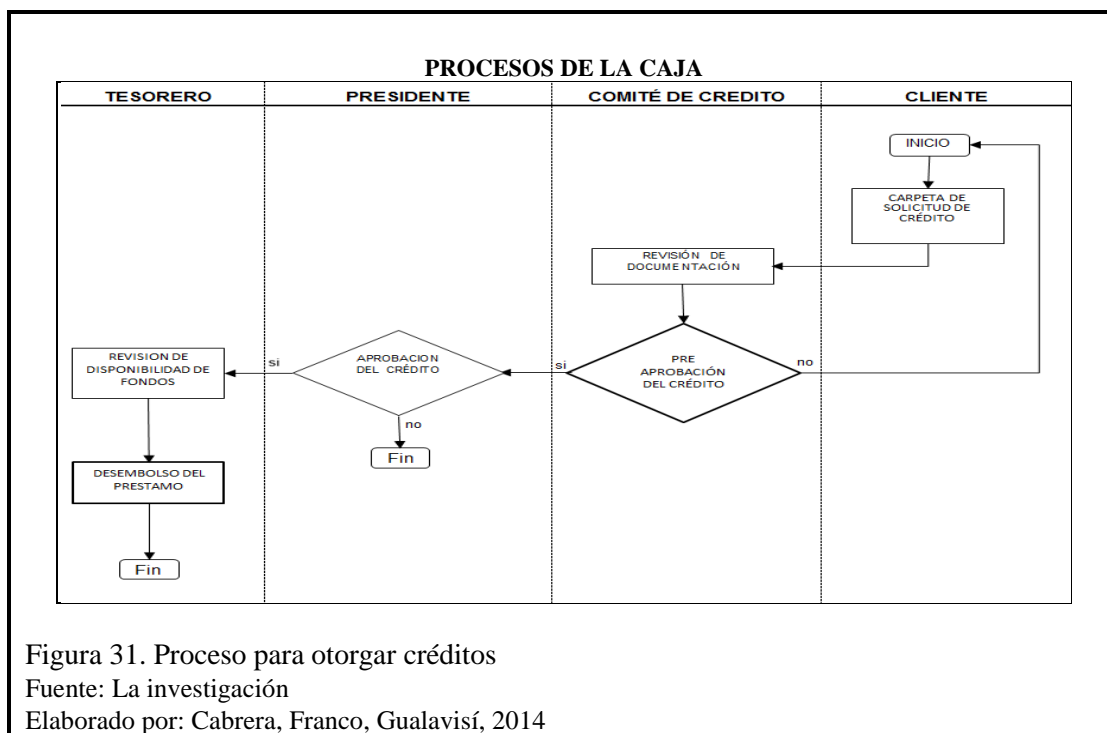 PROCESOS DE LA CAJA
TESORERO
PRESIDENTE
COMITÉ DE CREDITO
CLIENTE
INICIO
CARPETA DE
SOLICITUD DE
CRÉDITO
REVISIÓN DE
DOCUMENTACIÓN
PRE
APROBACIÓN
DEL CRÉDITO
no
si
APROBACION
DEL CRÉDITO
no
Fin
si
REVISION DE
DISPONIBILIDAD DE
FONDOS
DESEMBOLSO DEL
PRESTAMO
Fin
Figura 31. Proceso para otorgar créditos
Fuente: La investigación
Elaborado por: Cabrera, Franco, Gualavisí, 2014